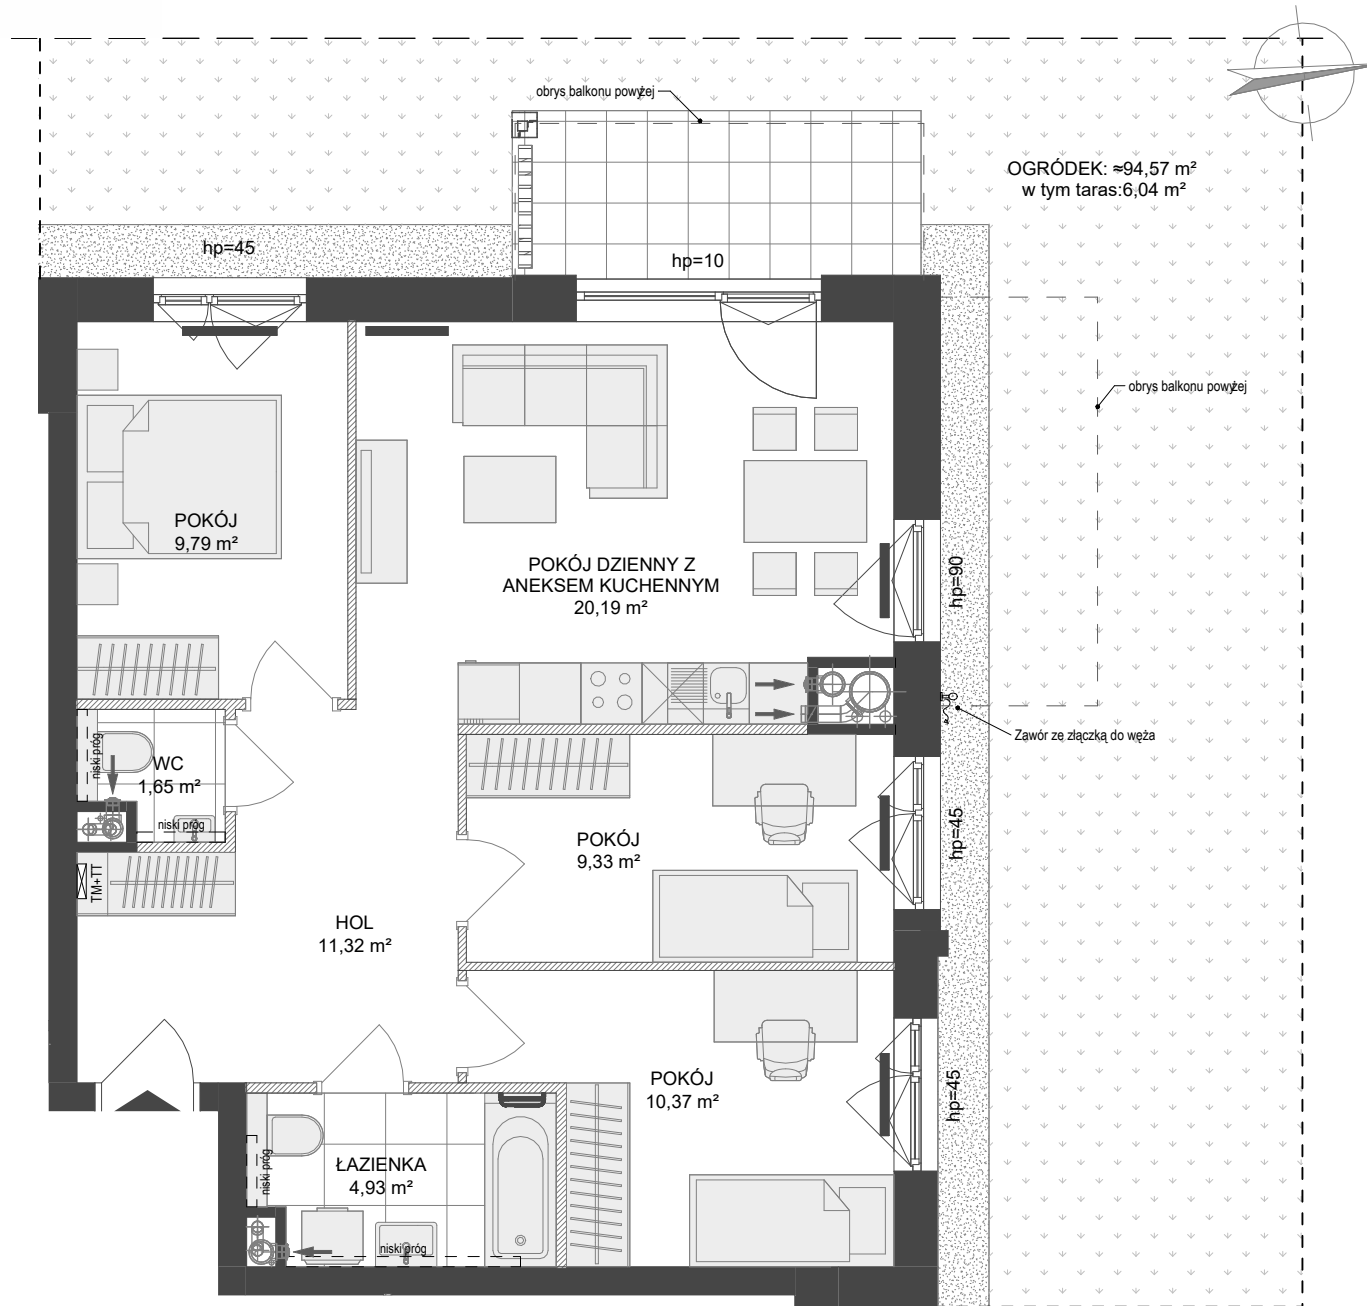 obrys balkonu powyżej
OGRÓDEK: ≈94,57 m²
w tym taras:6,04 m²
hp=45
hp=10
obrys balkonu powyżej
POKÓJ
9,79 m²
POKÓJ DZIENNY Z
ANEKSEM KUCHENNYM
20,19 m²
hp=90
Zawór ze złączką do węża
niski próg
WC
1,65 m²
niski próg
TM+TT
POKÓJ
9,33 m²
hp=45
HOL
11,32 m²
POKÓJ
10,37 m²
hp=45
niski próg
ŁAZIENKA
4,93 m²
niski próg